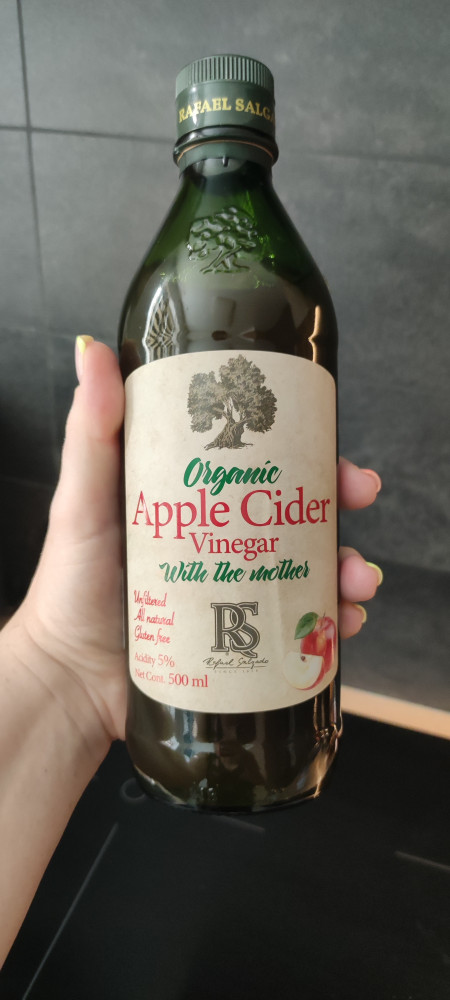 RAFAEL SALG
Organic
Apple Cider
Vinegar
With the mother
Unfiltered
All natural
Gluten free
Acidity 5%
Net Cont. 500 ml
RS
Rafael Salgado